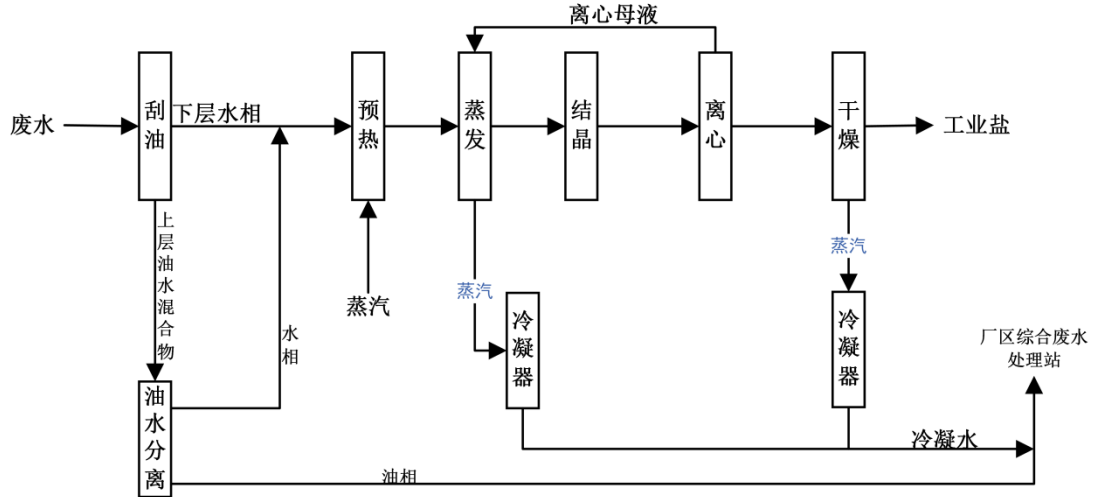 离心母液
废水
刮油
下层水相
预热
蒸发
结晶
离心
干燥
工业盐
上层油水混合物
水相
蒸汽
蒸汽
蒸汽
冷凝器
冷凝器
厂区综合废水
处理站
油水分离
冷凝水
油相